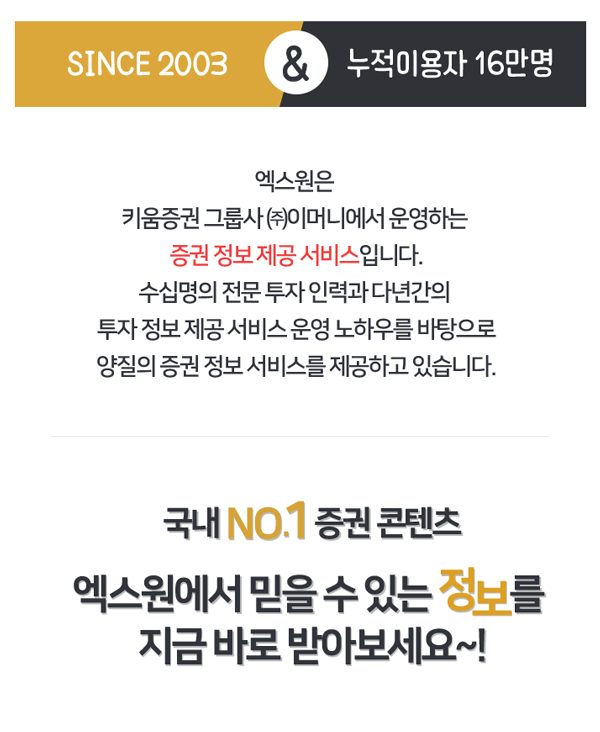 SINCE 2003 & 누적이용자 16만명
엑스원은
키움증권 그룹사 ㈜이머니에서 운영하는
증권 정보 제공 서비스입니다.
수십명의 전문 투자 인력과 다년간의
투자 정보 제공 서비스 운영 노하우를 바탕으로
양질의 증권 정보 서비스를 제공하고 있습니다.
국내 NO.1 증권 콘텐츠
엑스원에서 믿을 수 있는 정보를
지금 바로 받아보세요~!